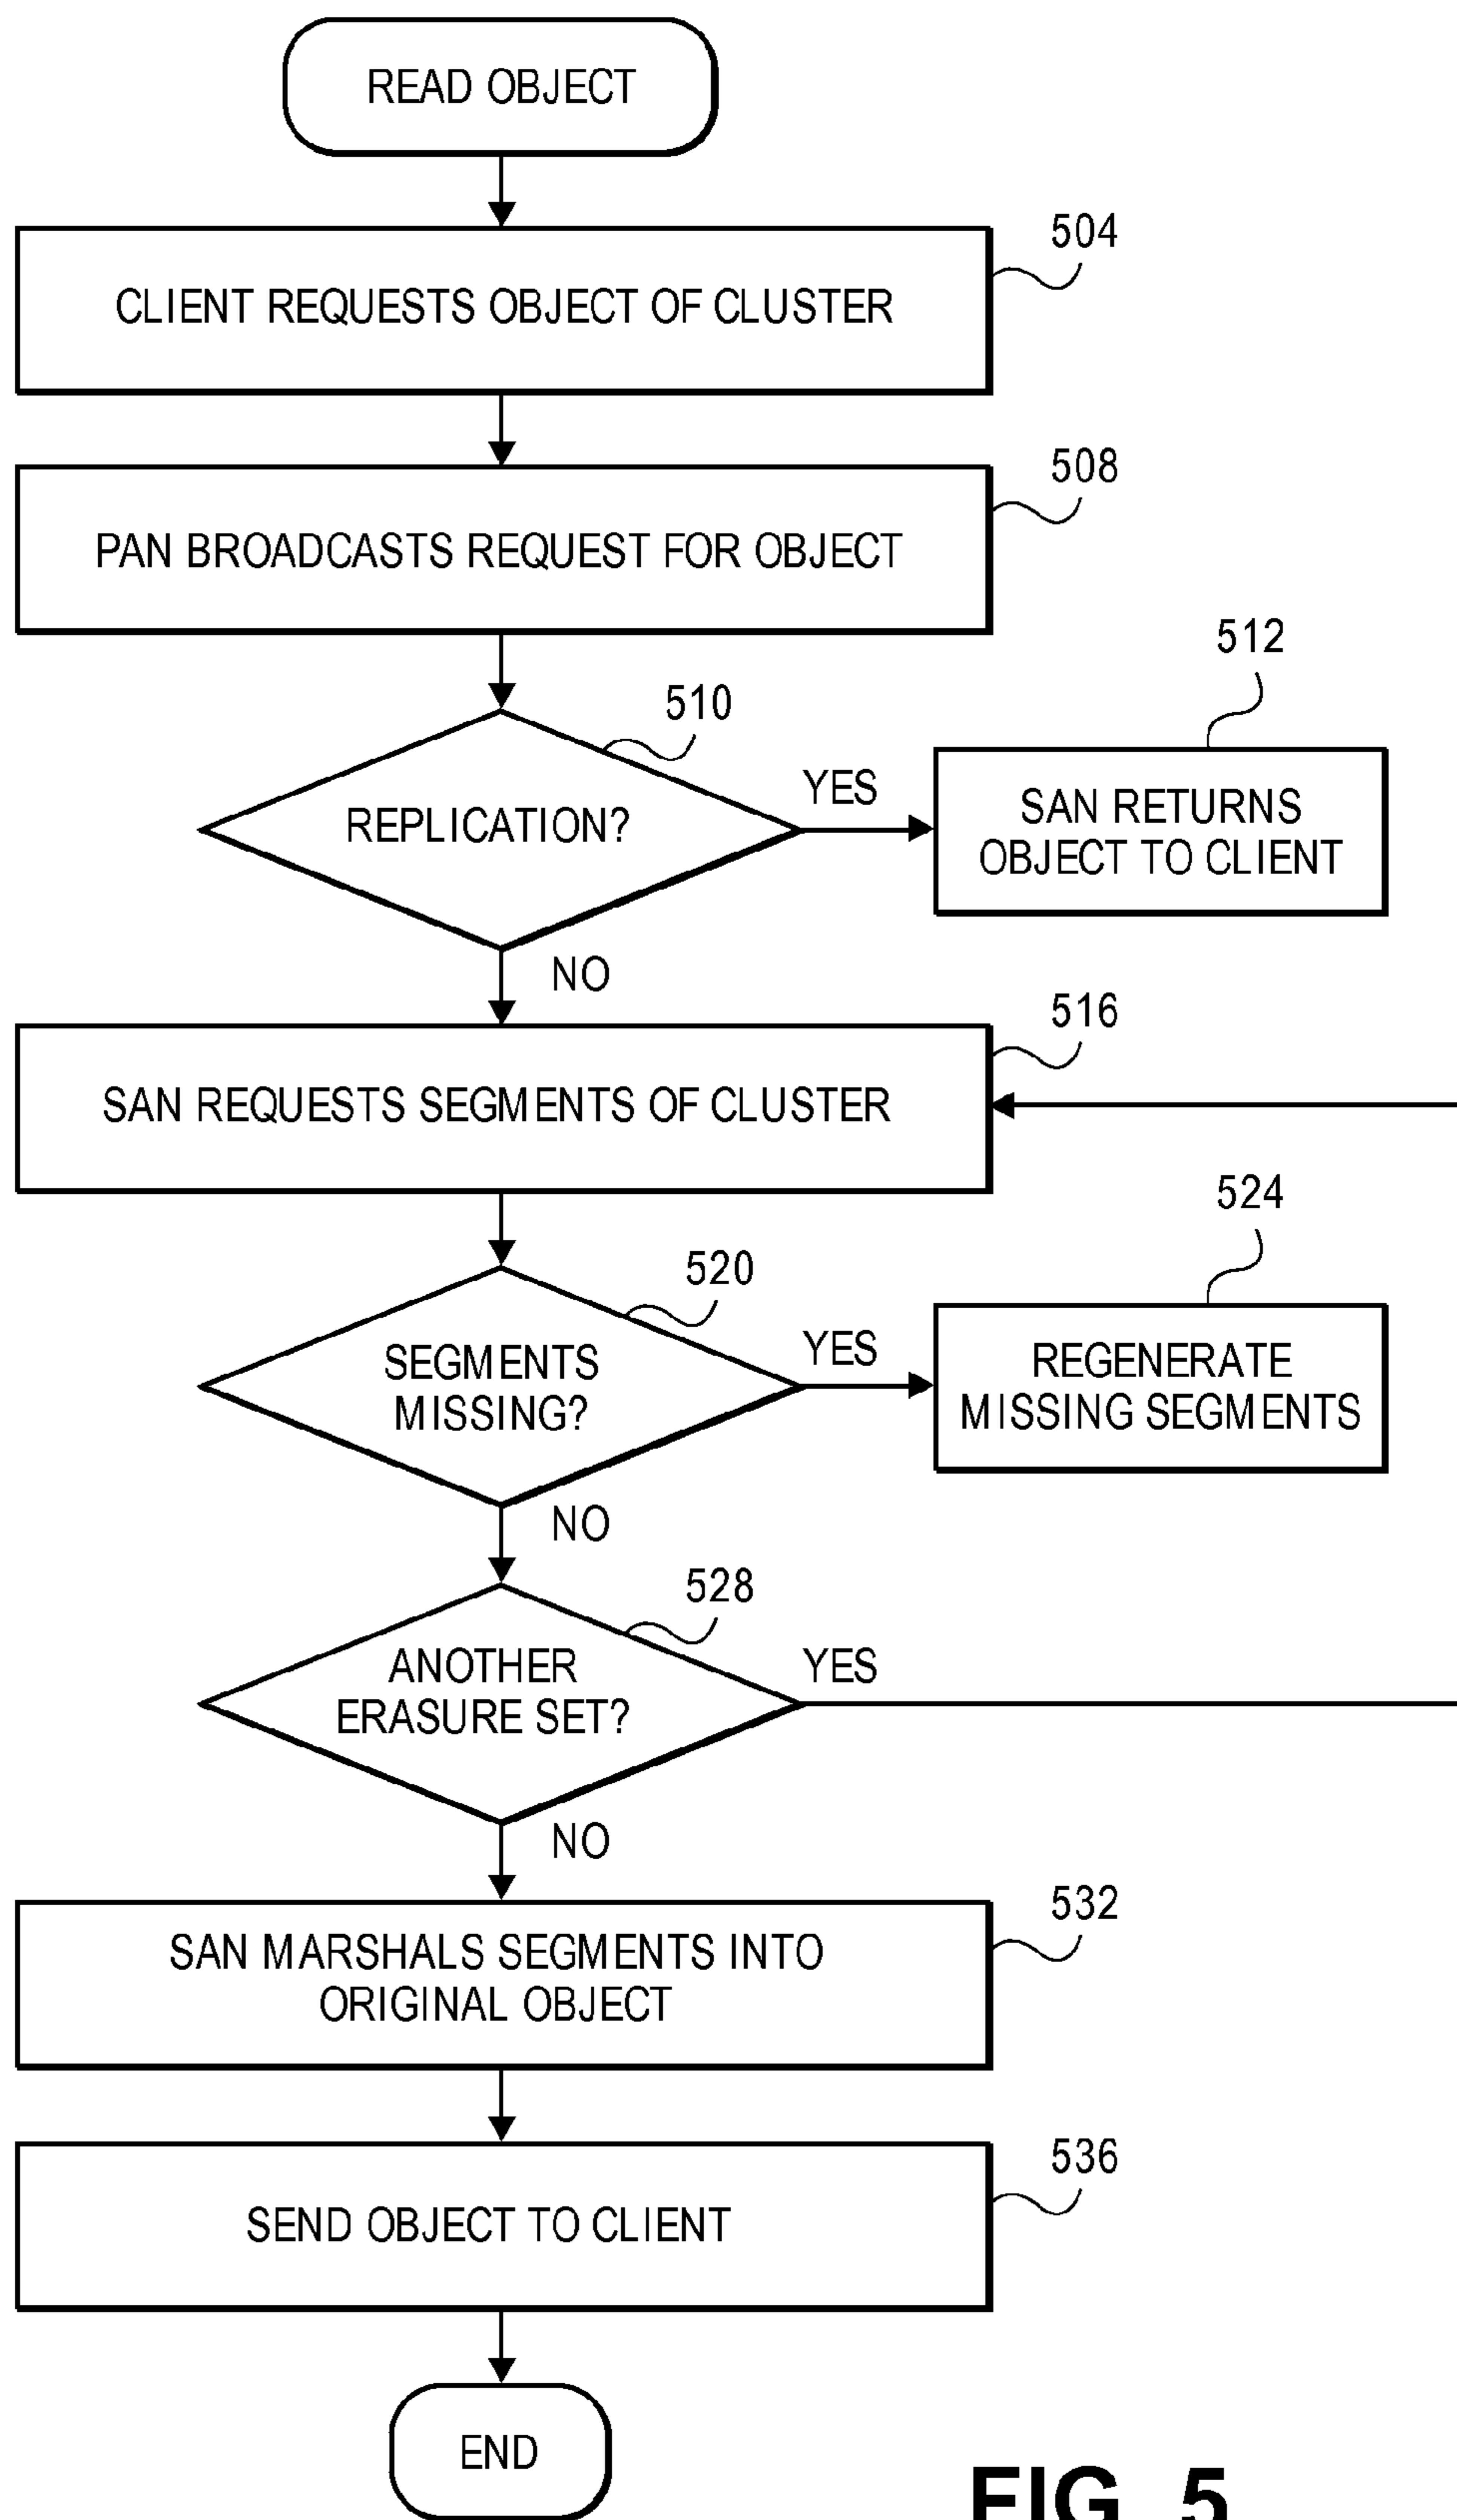 READ OBJECT
504
CLIENT REQUESTS OBJECT OF CLUSTER
508
PAN BROADCASTS REQUEST FOR OBJECT
512
510
REPLICATION?
YES
SAN RETURNS
OBJECT TO CLIENT
NO
516
SAN REQUESTS SEGMENTS OF CLUSTER
524
520
SEGMENTS
MISSING?
YES
REGENERATE
MISSING SEGMENTS
NO
528
ANOTHER
ERASURE SET?
YES
NO
532
SAN MARSHALS SEGMENTS INTO
ORIGINAL OBJECT
536
SEND OBJECT TO CLIENT
END
FIG. 5